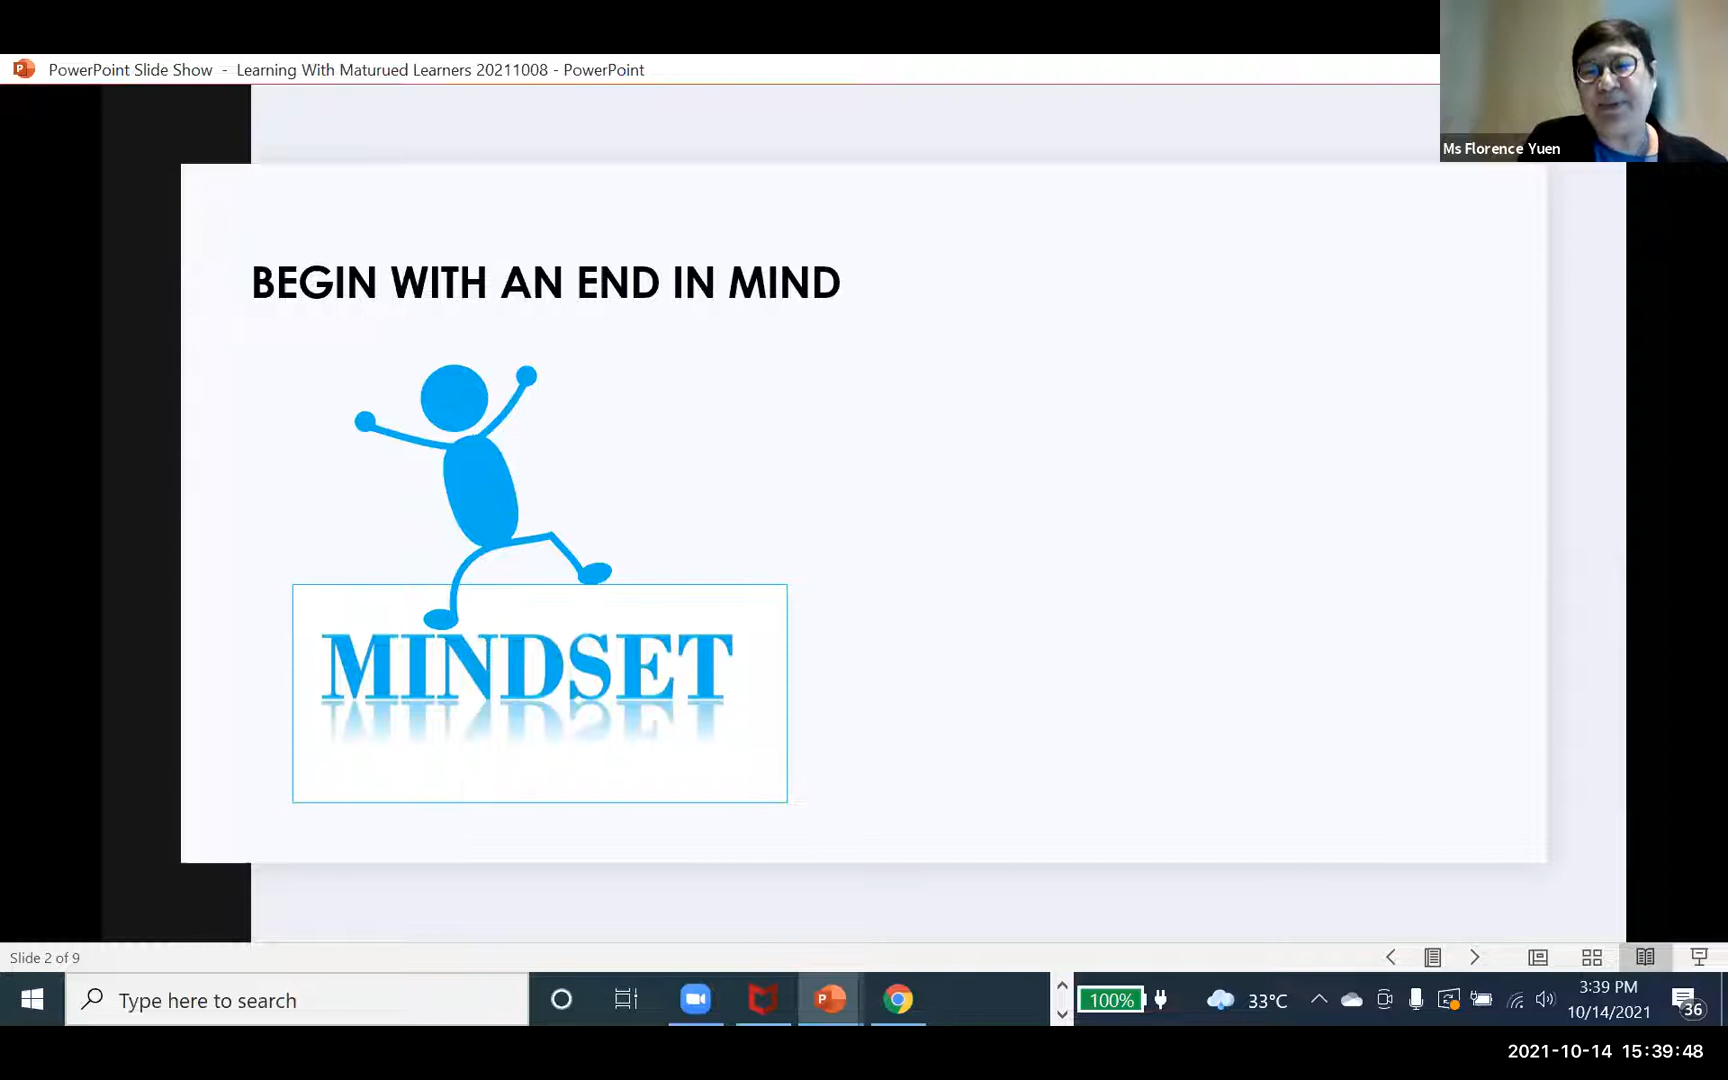 PowerPoint Slide Show - Learning With Maturued Learners 20211008 - PowerPoint
Ms Florence Yuen
BEGIN WITH AN END IN MIND
MINDSET
Slide 2 of 9
Type here to search
100%
33°C
3:39 PM
10/14/2021
36
2021-10-14 15:39:48